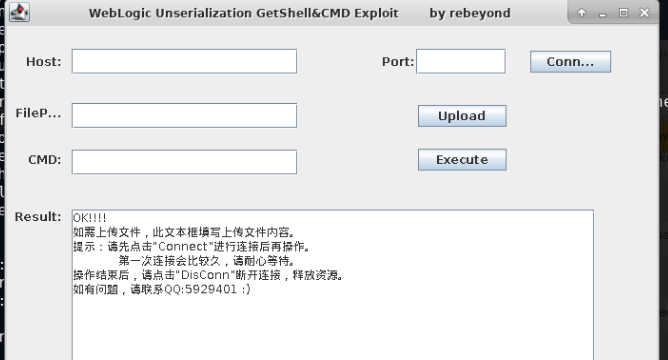 WebLogic Unserialization GetShell&CMD Exploit by rebeyond
Host: Port: Conn...
FileP... Upload
CMD: Execute
Result: OK!!!!
如需上传文件，此文本框填写上传文件内容。
提示：请先点击"Connect"进行连接后再操作。
第一次连接会比较久，请耐心等待。
操作结束后，请点击"DisConn"断开连接，释放资源。
如有问题，请联系QQ:5929401 :)